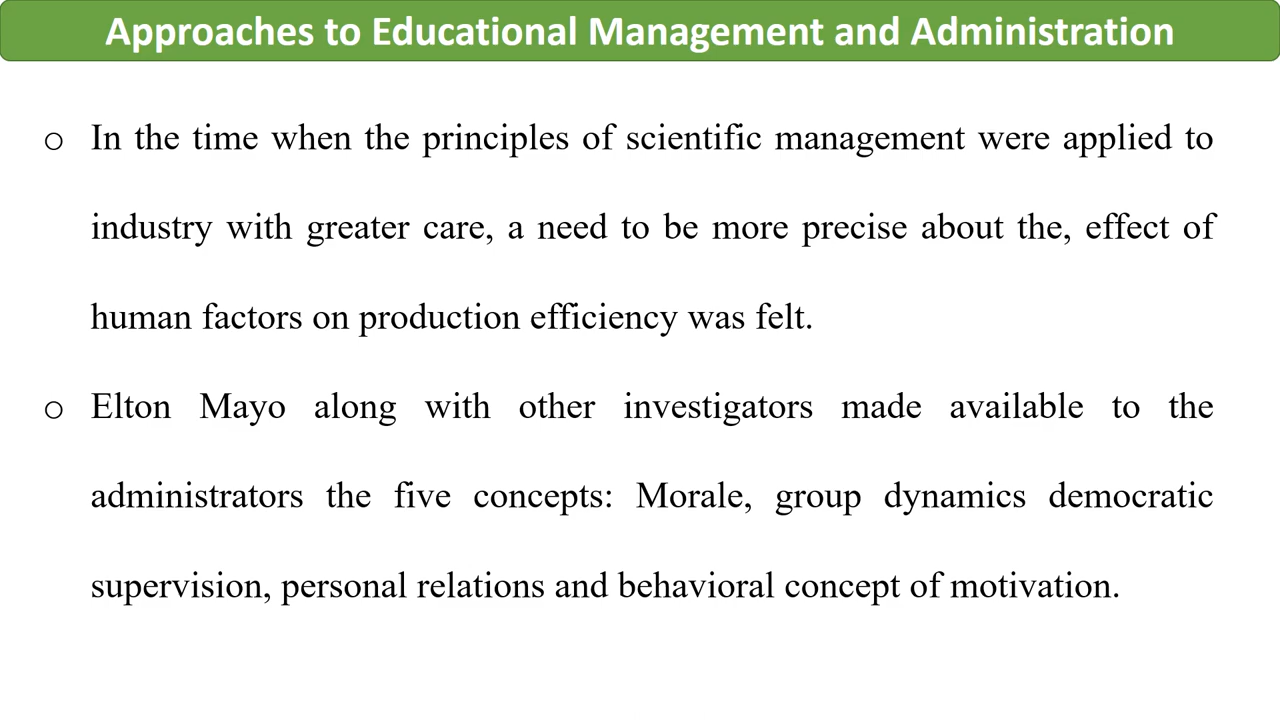 Approaches to Educational Management and Administration
o In the time when the principles of scientific management were applied to
industry with greater care, a need to be more precise about the, effect of
human factors on production efficiency was felt.
o Elton Mayo along with other investigators made available to the
administrators the five concepts: Morale, group dynamics democratic
supervision, personal relations and behavioral concept of motivation.